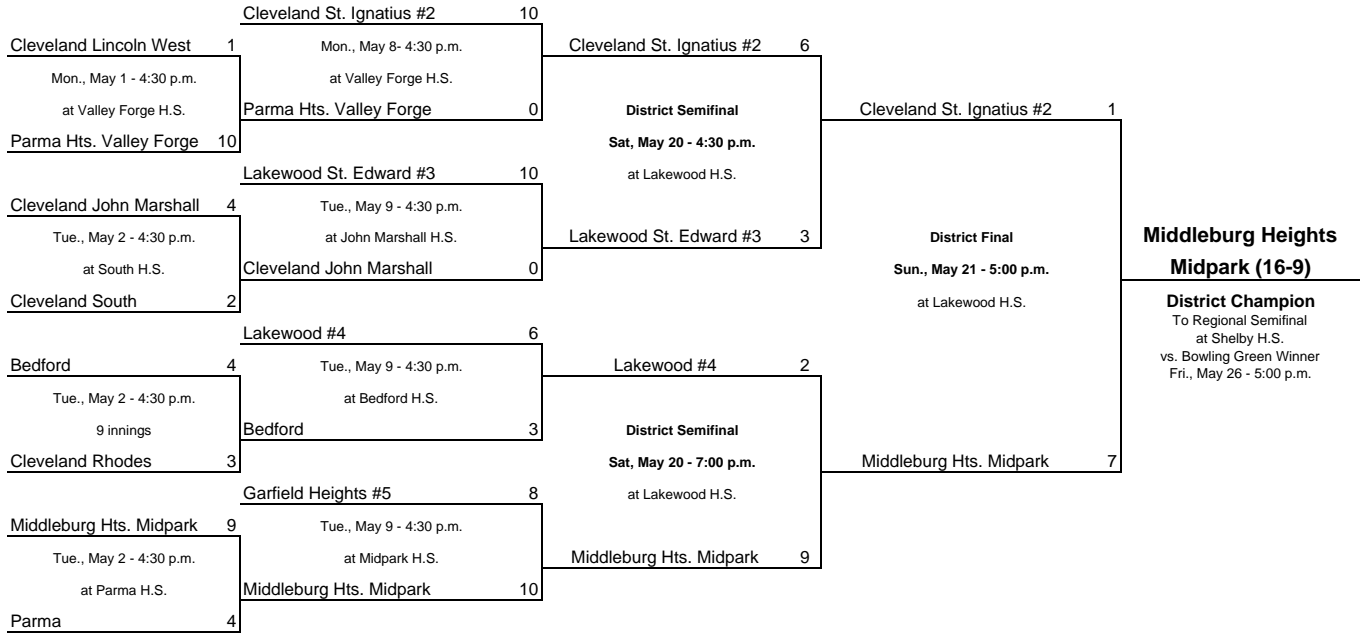 Cleveland St. Ignatius #2 10
Cleveland Lincoln West 1
Mon., May 8- 4:30 p.m.
Cleveland St. Ignatius #2 6
Mon., May 1 - 4:30 p.m.
at Valley Forge H.S.
at Valley Forge H.S.
Parma Hts. Valley Forge 0
District Semifinal
Cleveland St. Ignatius #2 1
Parma Hts. Valley Forge 10
Sat, May 20 - 4:30 p.m.
Lakewood St. Edward #3 10
at Lakewood H.S.
Cleveland John Marshall 4
Tue., May 9 - 4:30 p.m.
Tue., May 2 - 4:30 p.m.
at John Marshall H.S.
Lakewood St. Edward #3 3
District Final
Middleburg Heights
at South H.S.
Cleveland John Marshall 0
Sun., May 21 - 5:00 p.m.
Midpark (16-9)
Cleveland South 2
at Lakewood H.S.
District Champion
To Regional Semifinal
Lakewood #4 6
at Shelby H.S.
vs. Bowling Green Winner
Bedford 4
Tue., May 9 - 4:30 p.m.
Lakewood #4 2
Fri., May 26 - 5:00 p.m.
Tue., May 2 - 4:30 p.m.
at Bedford H.S.
9 innings
Bedford 3
District Semifinal
Cleveland Rhodes 3
Sat, May 20 - 7:00 p.m.
Middleburg Hts. Midpark 7
Garfield Heights #5 8
at Lakewood H.S.
Middleburg Hts. Midpark 9
Tue., May 9 - 4:30 p.m.
Tue., May 2 - 4:30 p.m.
at Midpark H.S.
Middleburg Hts. Midpark 9
at Parma H.S.
Middleburg Hts. Midpark 10
Parma 4